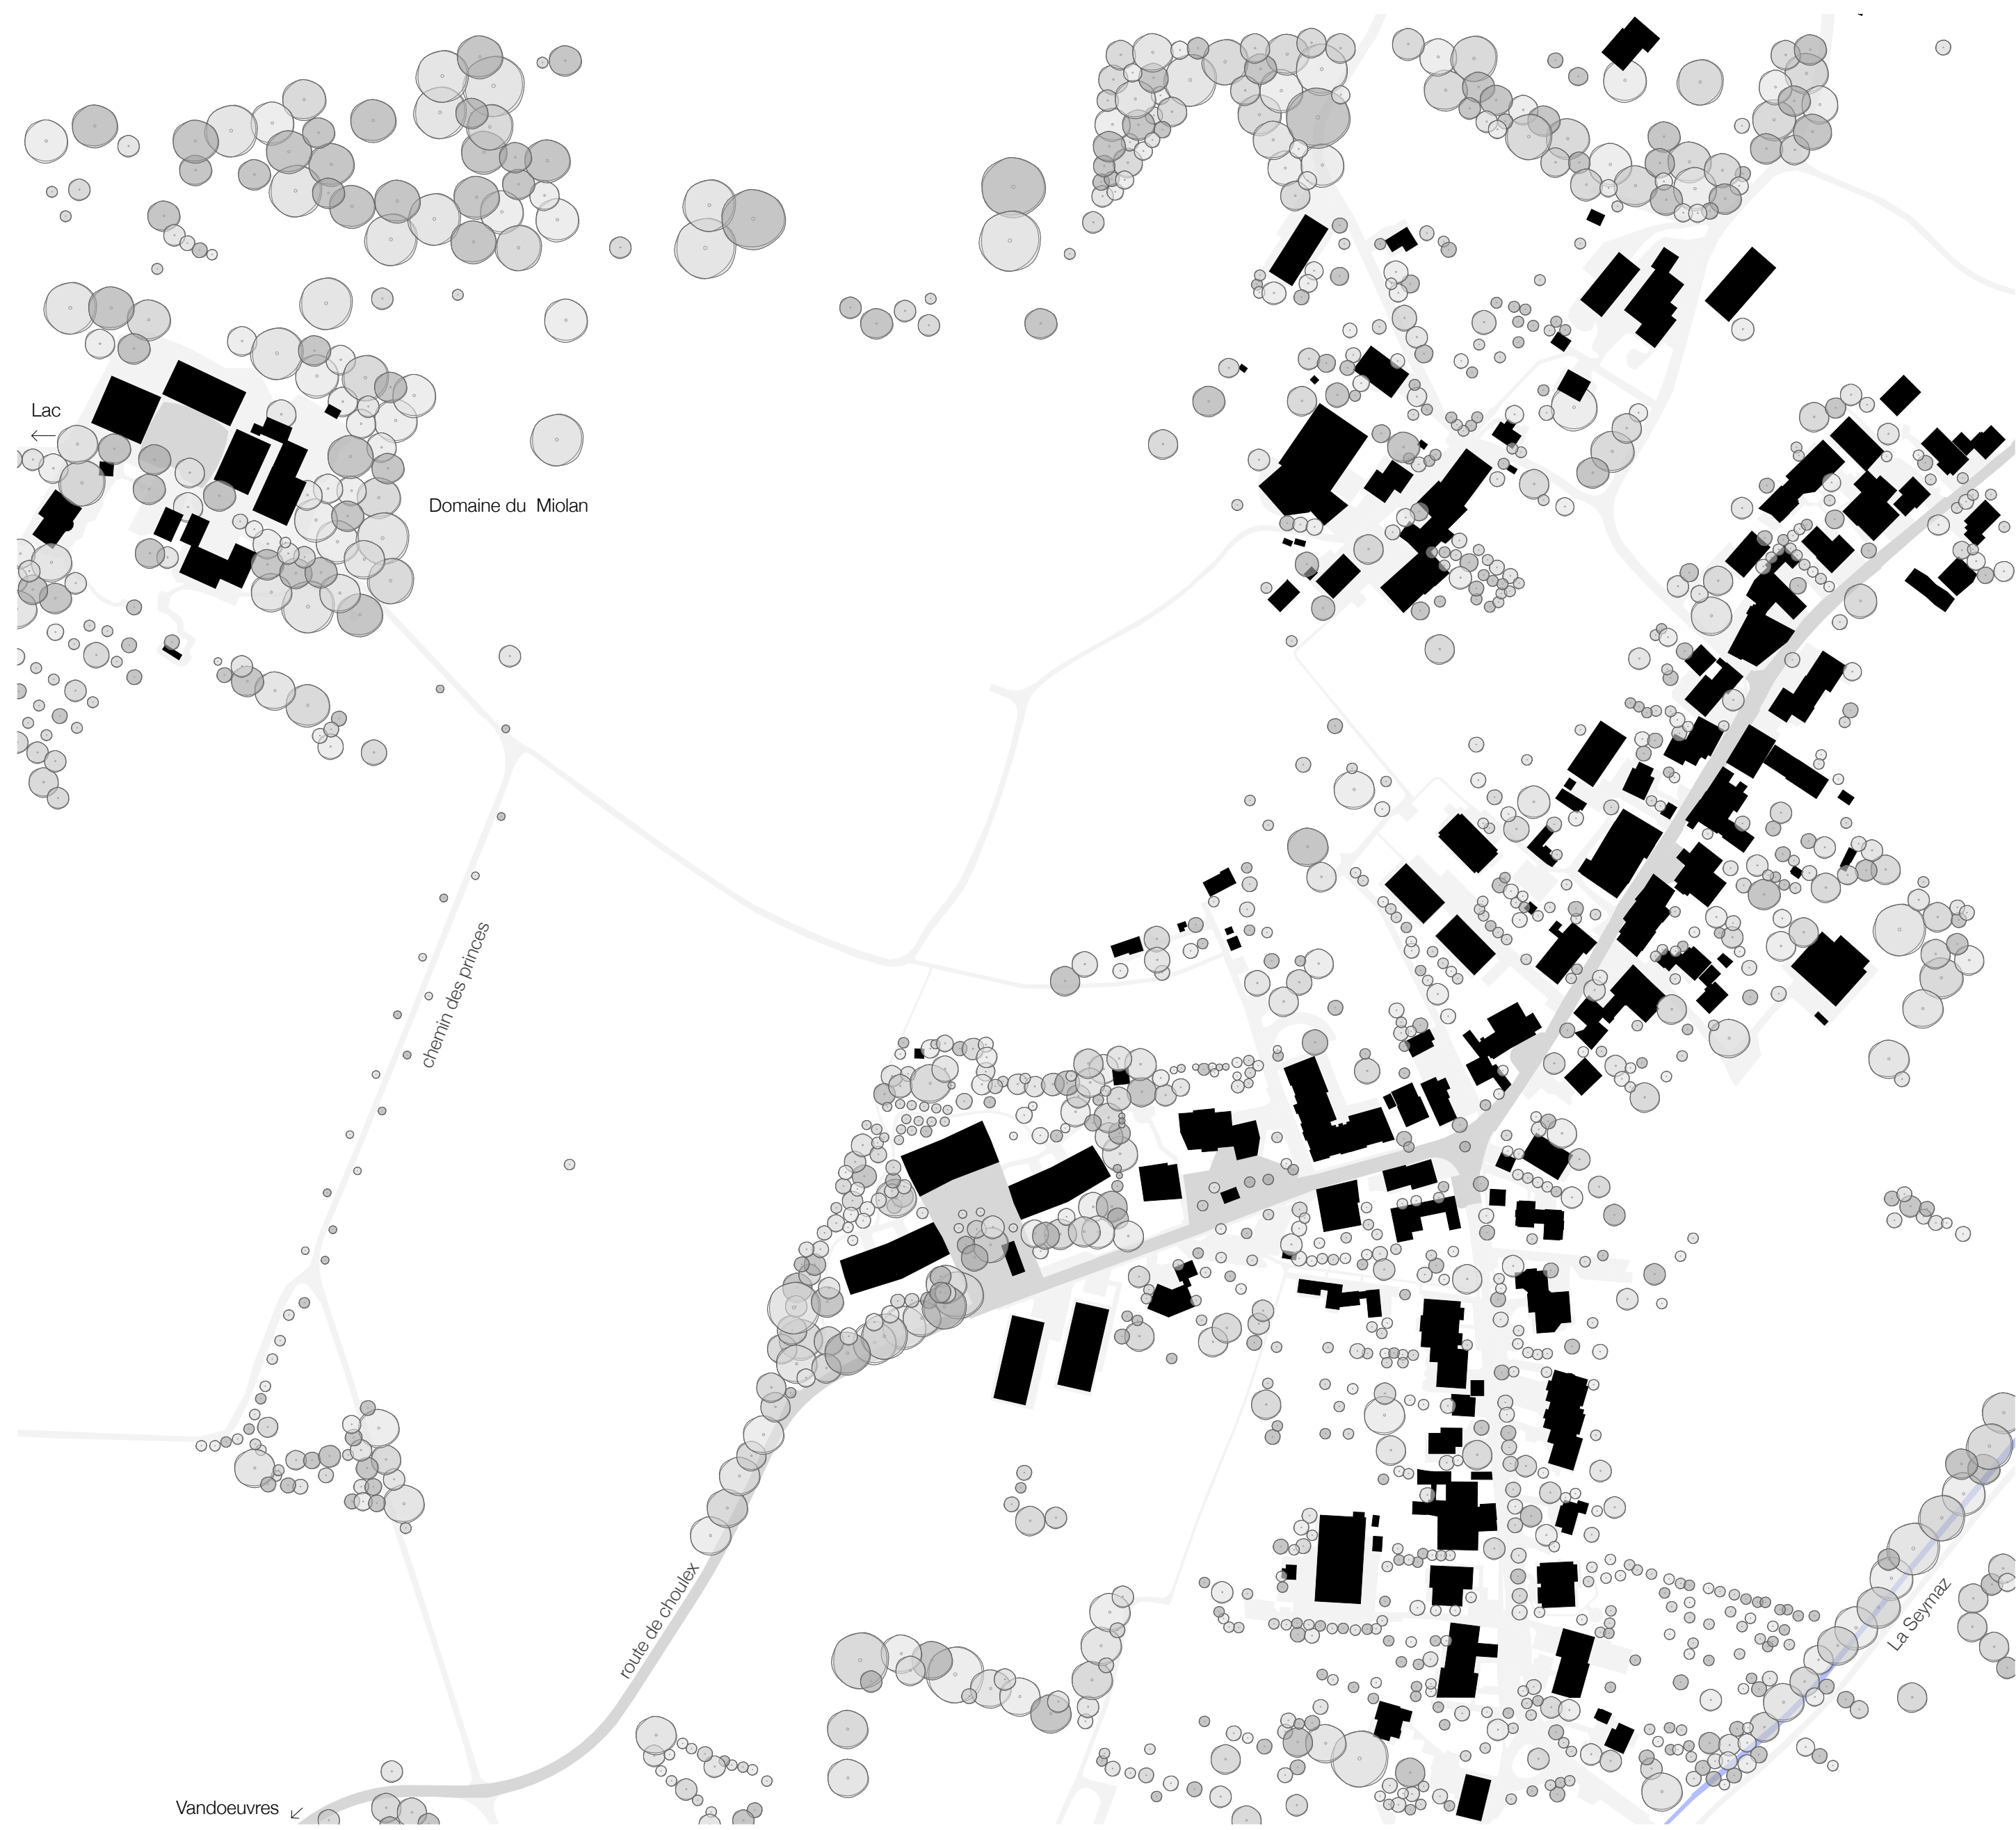 Lac
Domaine du Miolan
chemin des princes
route de choulex
La Seymaz
Vandoeuvres